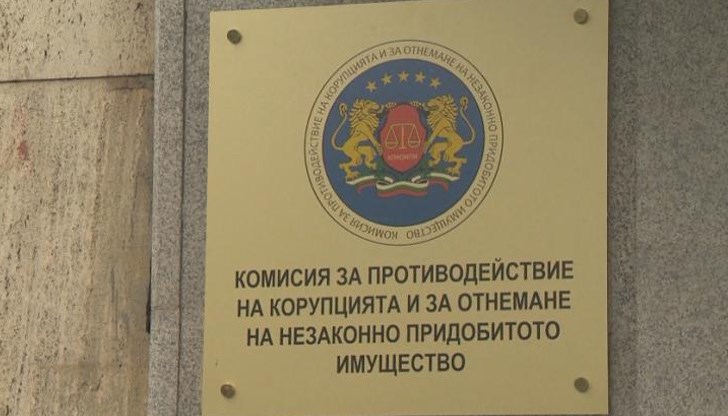 КОМИСИЯ ЗА ПРОТИВОДЕЙСТВИЕ НА КОРУПЦИЯТА И ЗА ОТНЕМАНЕ НА НЕЗАКОННО ПРИДОБИТОТО ИМУЩЕСТВО
КОМИСИЯ ЗА ПРОТИВОДЕЙСТВИЕ
НА КОРУПЦИЯТА И ЗА ОТНЕМАНЕ
НА НЕЗАКОННО ПРИДОБИТОТО
ИМУЩЕСТВО